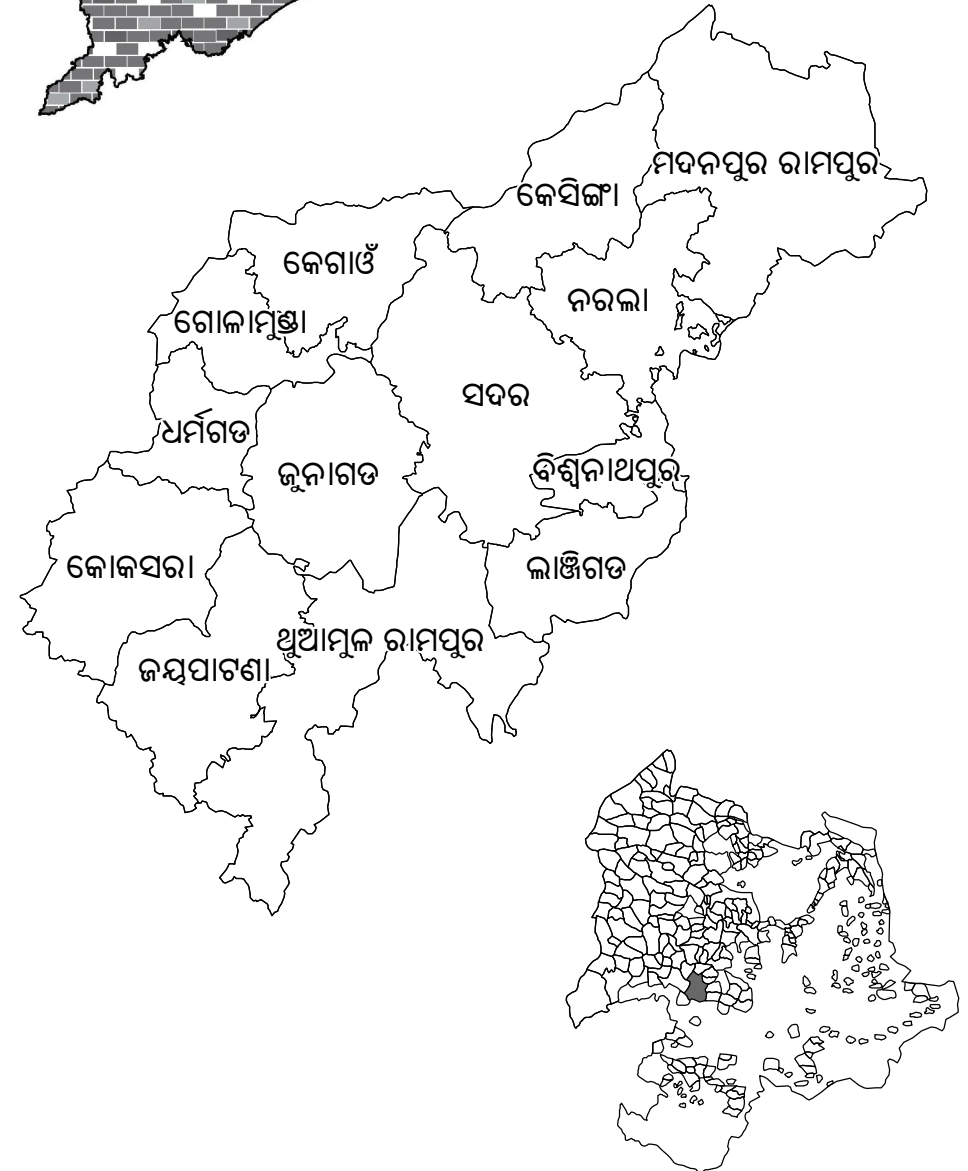 ମଦନପୁର ରାମପୁର
କେସିଙ୍ଗା
କେଗାଓଁ
ନରଲା
ଗୋଲାମୁଣ୍ଡା
ସଦର
ଧର୍ମଗଡ
ଜୁନାଗଡ
ବିଶ୍ୱନାଥପୁର
କୋକସରା
ଲାଞ୍ଜିଗଡ
ଥୁଆମୁଳ ରାମପୁର
ଜୟପାଟଣା